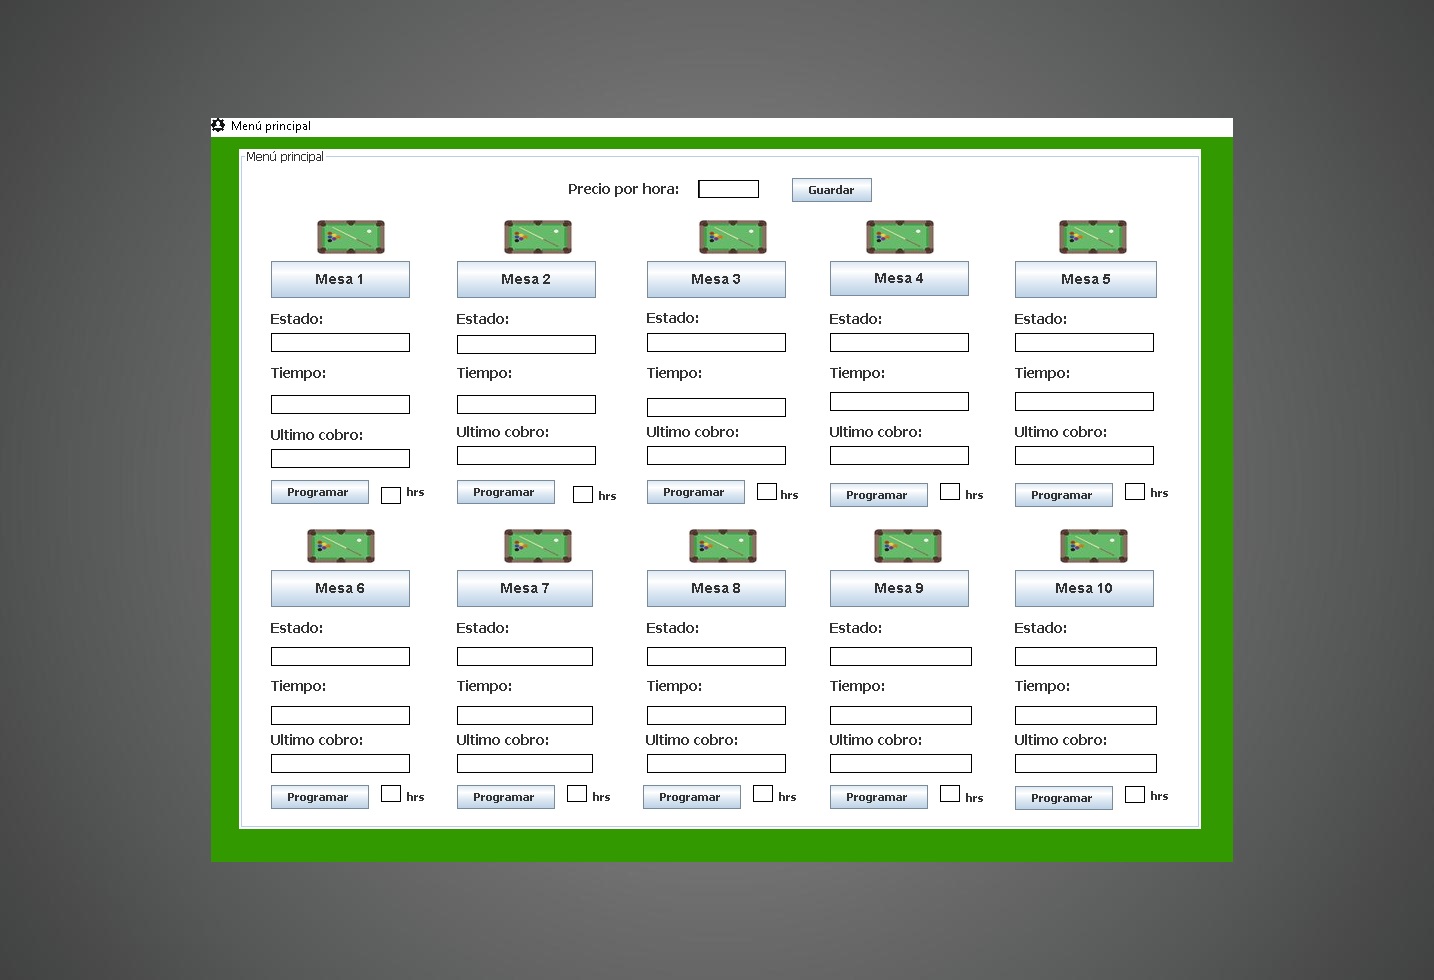 Menú principal
Menú principal
Precio por hora: Guardar
Mesa 1 Mesa 2 Mesa 3 Mesa 4 Mesa 5
Estado: Estado: Estado: Estado: Estado:
Tiempo: Tiempo: Tiempo: Tiempo: Tiempo:
Ultimo cobro: Ultimo cobro: Ultimo cobro: Ultimo cobro: Ultimo cobro:
Programar hrs Programar hrs Programar hrs Programar hrs Programar hrs
Mesa 6 Mesa 7 Mesa 8 Mesa 9 Mesa 10
Estado: Estado: Estado: Estado: Estado:
Tiempo: Tiempo: Tiempo: Tiempo: Tiempo:
Ultimo cobro: Ultimo cobro: Ultimo cobro: Ultimo cobro: Ultimo cobro:
Programar hrs Programar hrs Programar hrs Programar hrs Programar hrs